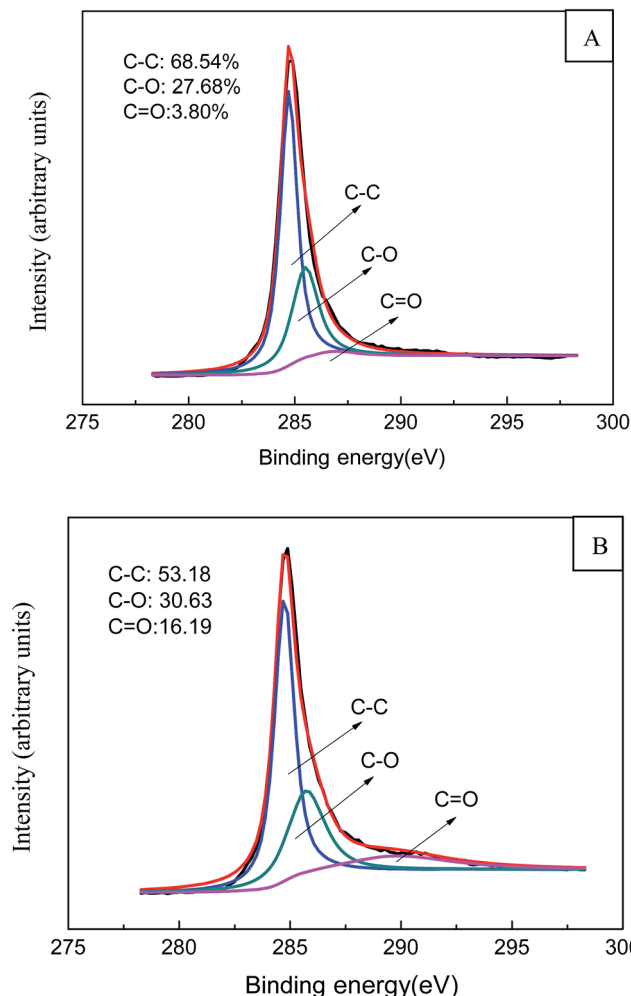 A
C-C: 68.54%
C-O: 27.68%
C=O:3.80%
C-C
C-O
C=O
Intensity (arbitrary units)
275 280 285 290 295 300
Binding energy(eV)
B
C-C: 53.18
C-O: 30.63
C=O:16.19
C-C
C-O
C=O
Intensity (arbitrary units)
275 280 285 290 295 300
Binding energy(eV)